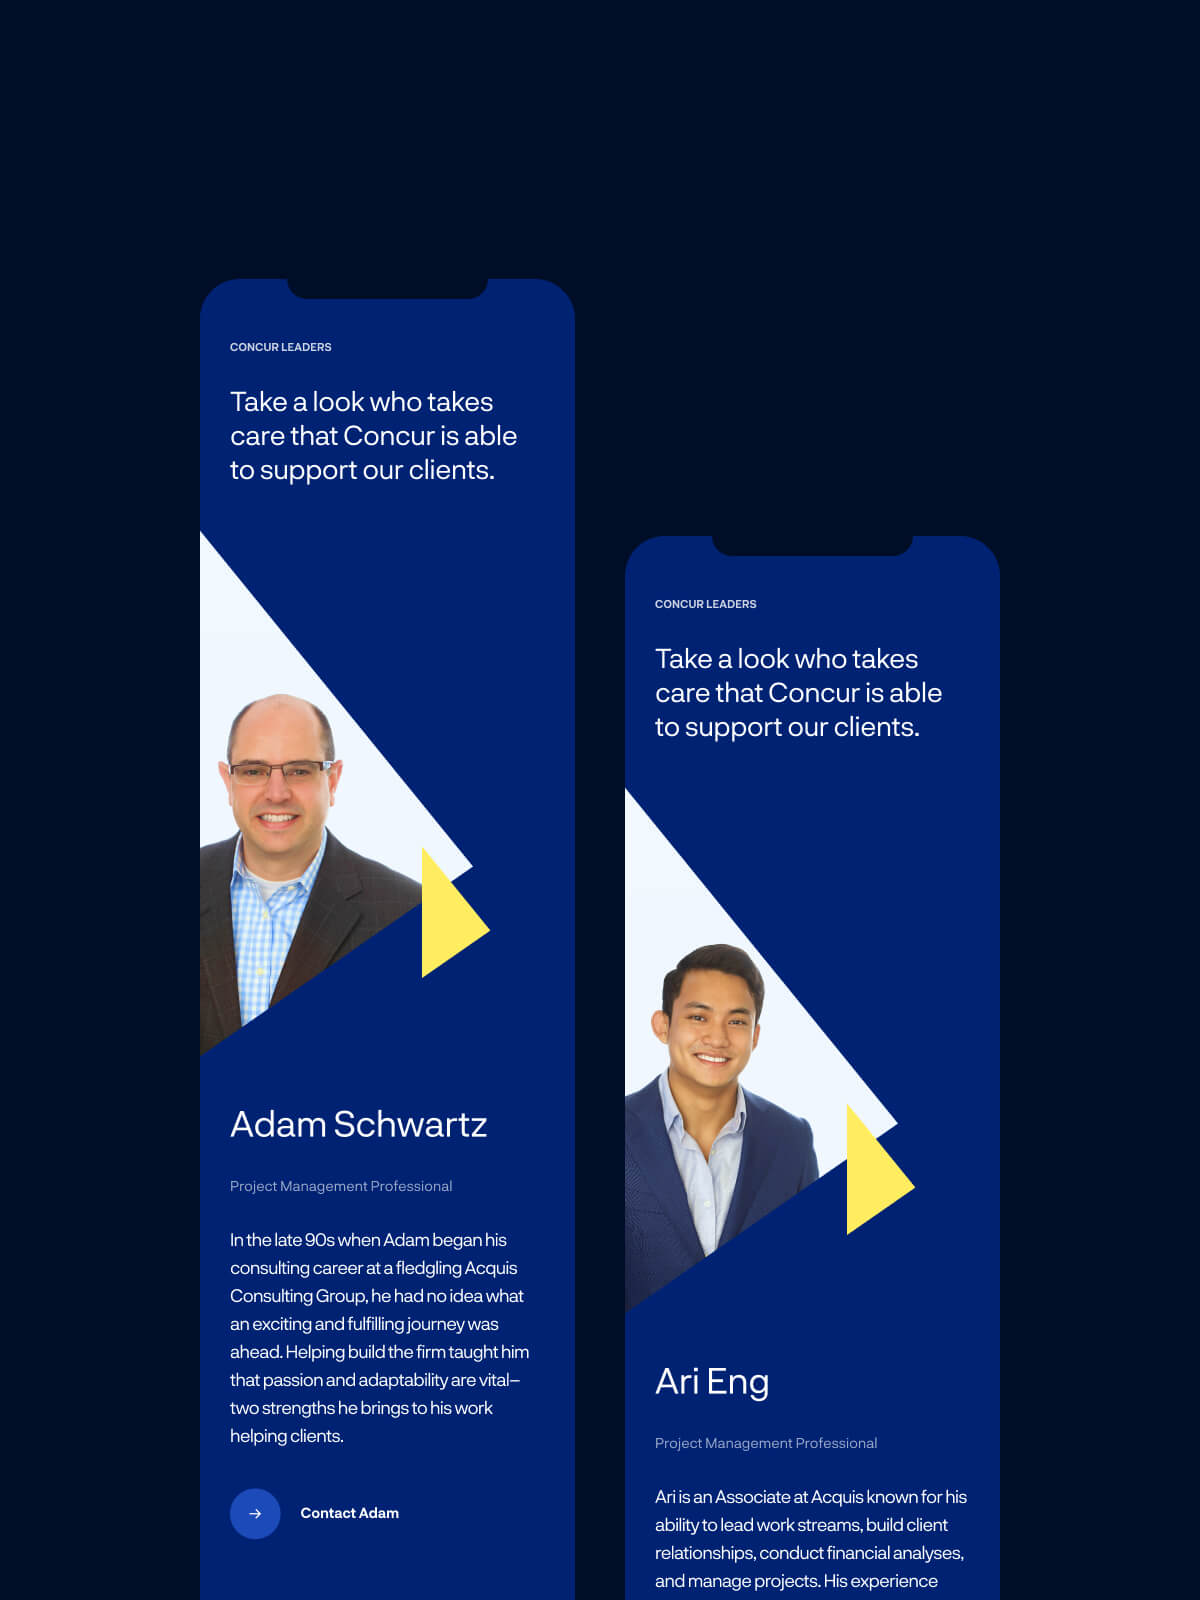 CONCUR LEADERS
Take a look who takes
care that Concur is able
to support our clients.
Adam Schwartz
Project Management Professional
In the late 90s when Adam began his
consulting career at a fledgling Acquis
Consulting Group, he had no idea what
an exciting and fulfilling journey was
ahead. Helping build the firm taught him
that passion and adaptability are vital–
two strengths he brings to his work
helping clients.
Contact Adam
CONCUR LEADERS
Take a look who takes
care that Concur is able
to support our clients.
Ari Eng
Project Management Professional
Ari is an Associate at Acquis known for his
ability to lead work streams, build client
relationships, conduct financial analyses,
and manage projects. His experience